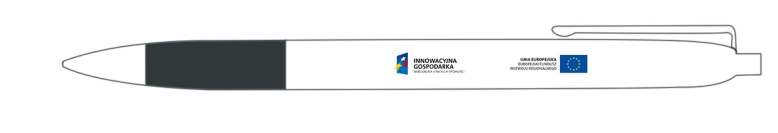 INNOWACYJNA
GOSPODARKA
NARODOWA STRATEGIA SPÓJNOŚCI
UNIA EUROPEJSKA
EUROPEJSKI FUNDUSZ
ROZWOJU REGIONALNEGO